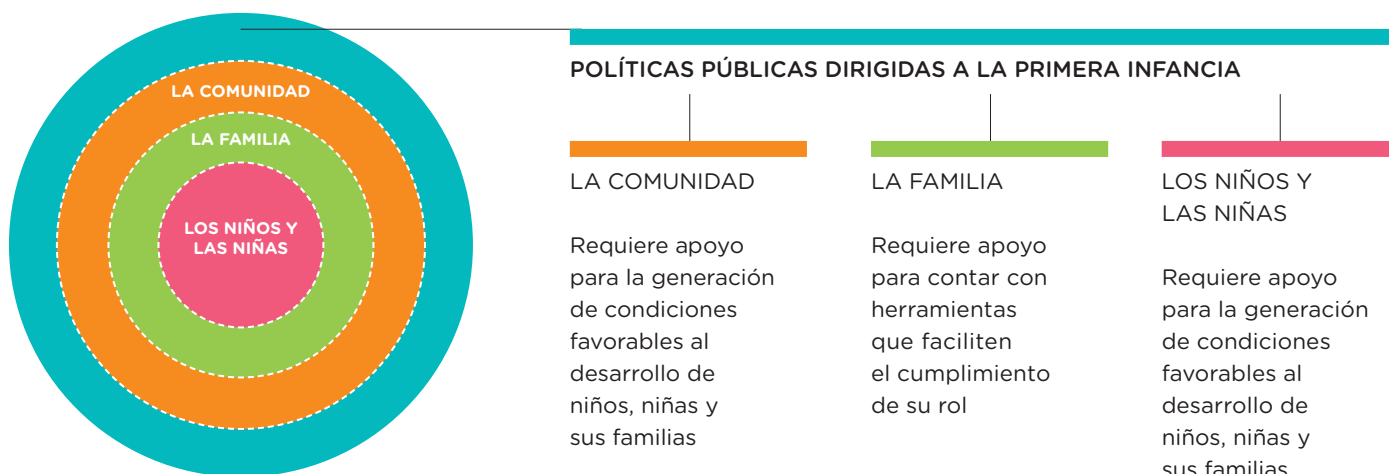 LA COMUNIDAD
LA FAMILIA
LOS NIÑOS Y
LAS NIÑAS
POLÍTICAS PÚBLICAS DIRIGIDAS A LA PRIMERA INFANCIA
LA COMUNIDAD
Requiere apoyo
para la generación
de condiciones
favorables al
desarrollo de
niños, niñas y
sus familias
LA FAMILIA
Requiere apoyo
para contar con
herramientas
que faciliten
el cumplimiento
de su rol
LOS NIÑOS Y
LAS NIÑAS
Requiere apoyo
para la generación
de condiciones
favorables al
desarrollo de
niños, niñas y
sus familias